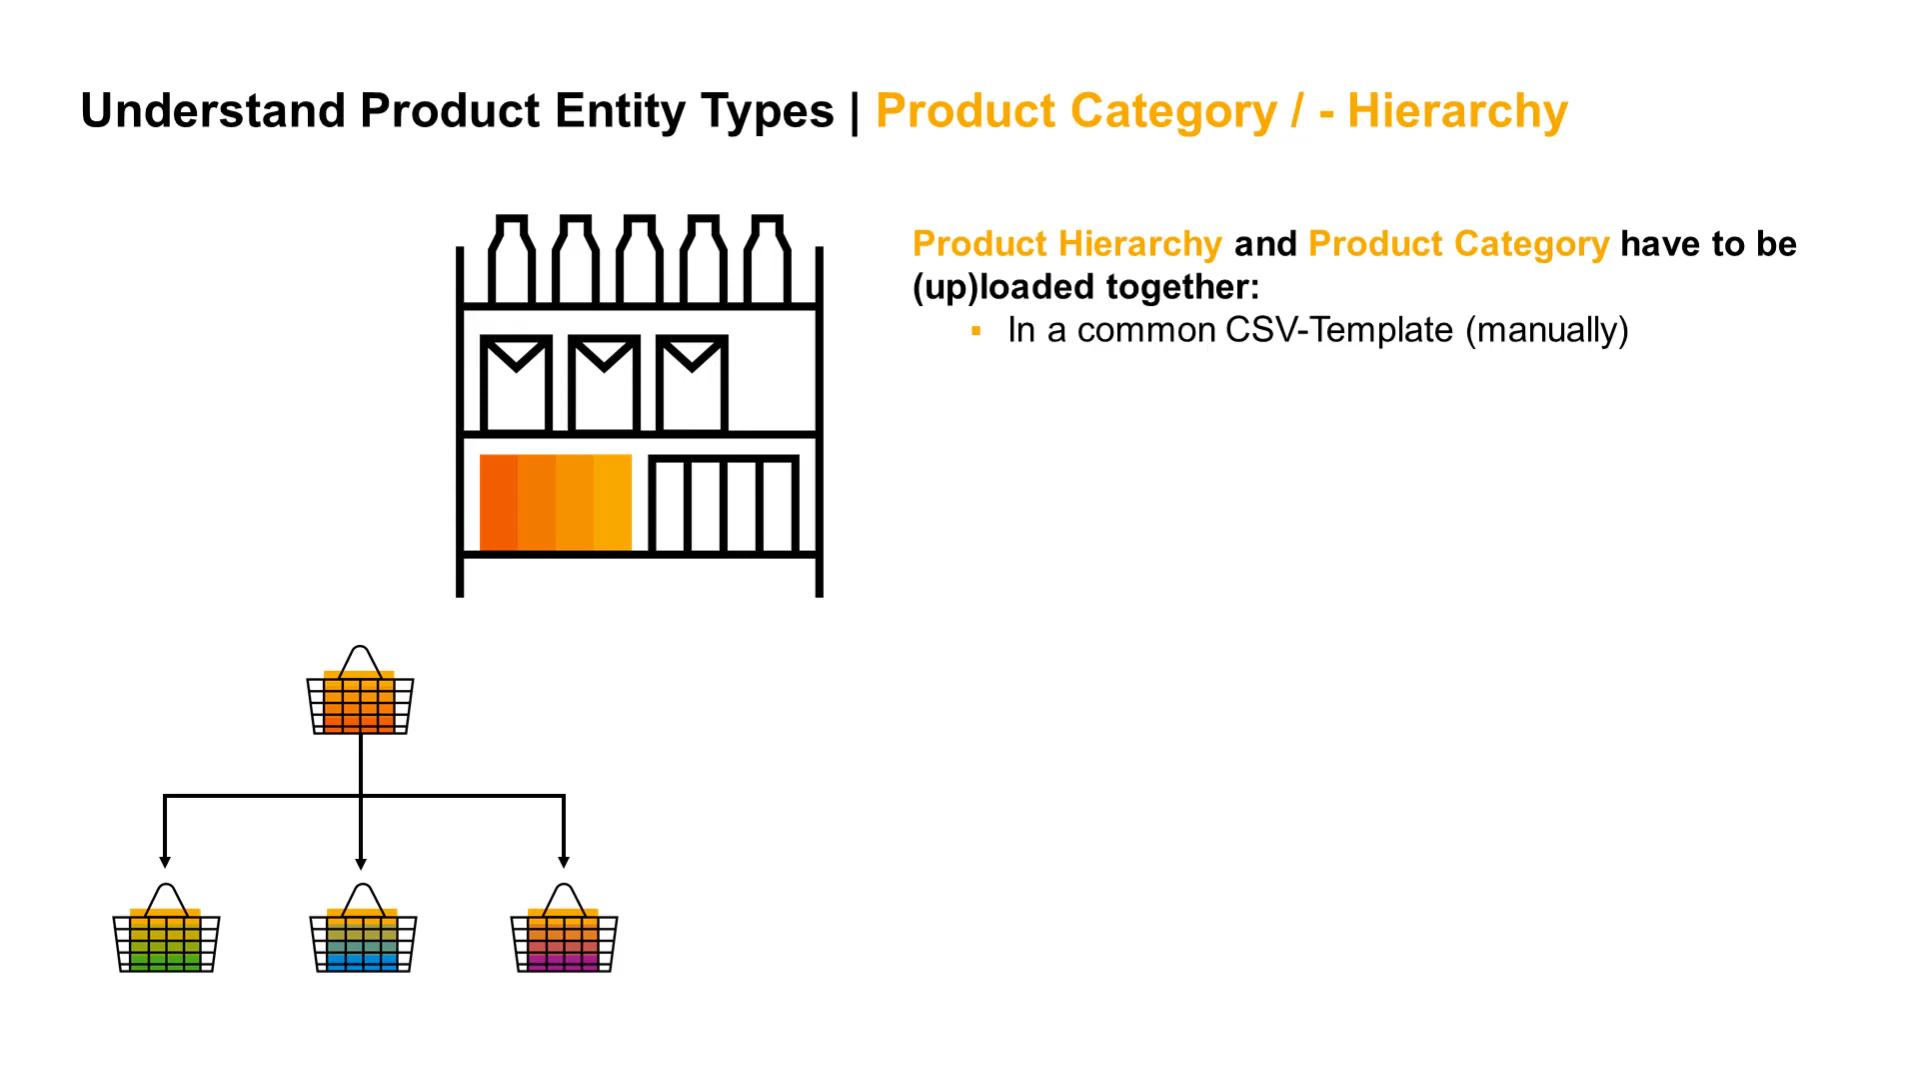 Understand Product Entity Types | Product Category / - Hierarchy
Product Hierarchy and Product Category have to be
(up)loaded together:
▪ In a common CSV-Template (manually)